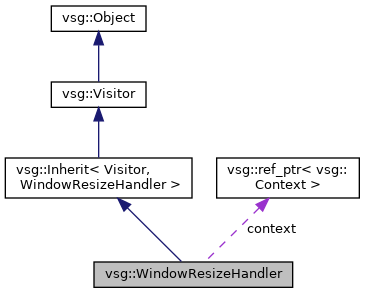 vsg::Object
vsg::Visitor
vsg::Inherit< Visitor,
WindowResizeHandler >
vsg::ref_ptr< vsg::
Context >
context
vsg::WindowResizeHandler